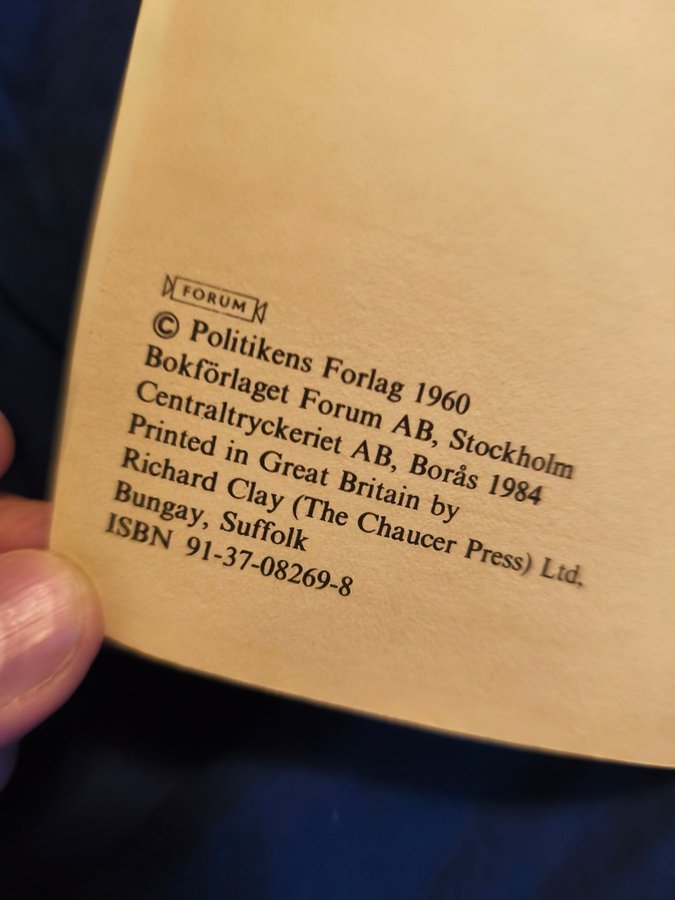 FORUM
© Politikens Forlag 1960
Bokförlaget Forum AB, Stockholm
Centraltryckeriet AB, Borås 1984
Printed in Great Britain by
Richard Clay (The Chaucer Press) Ltd,
Bungay, Suffolk
ISBN 91-37-08269-8